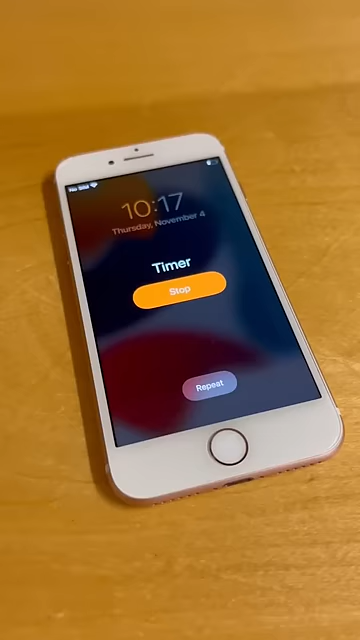 No SIM
10:17
Thursday, November 4
Timer
Stop
Repeat